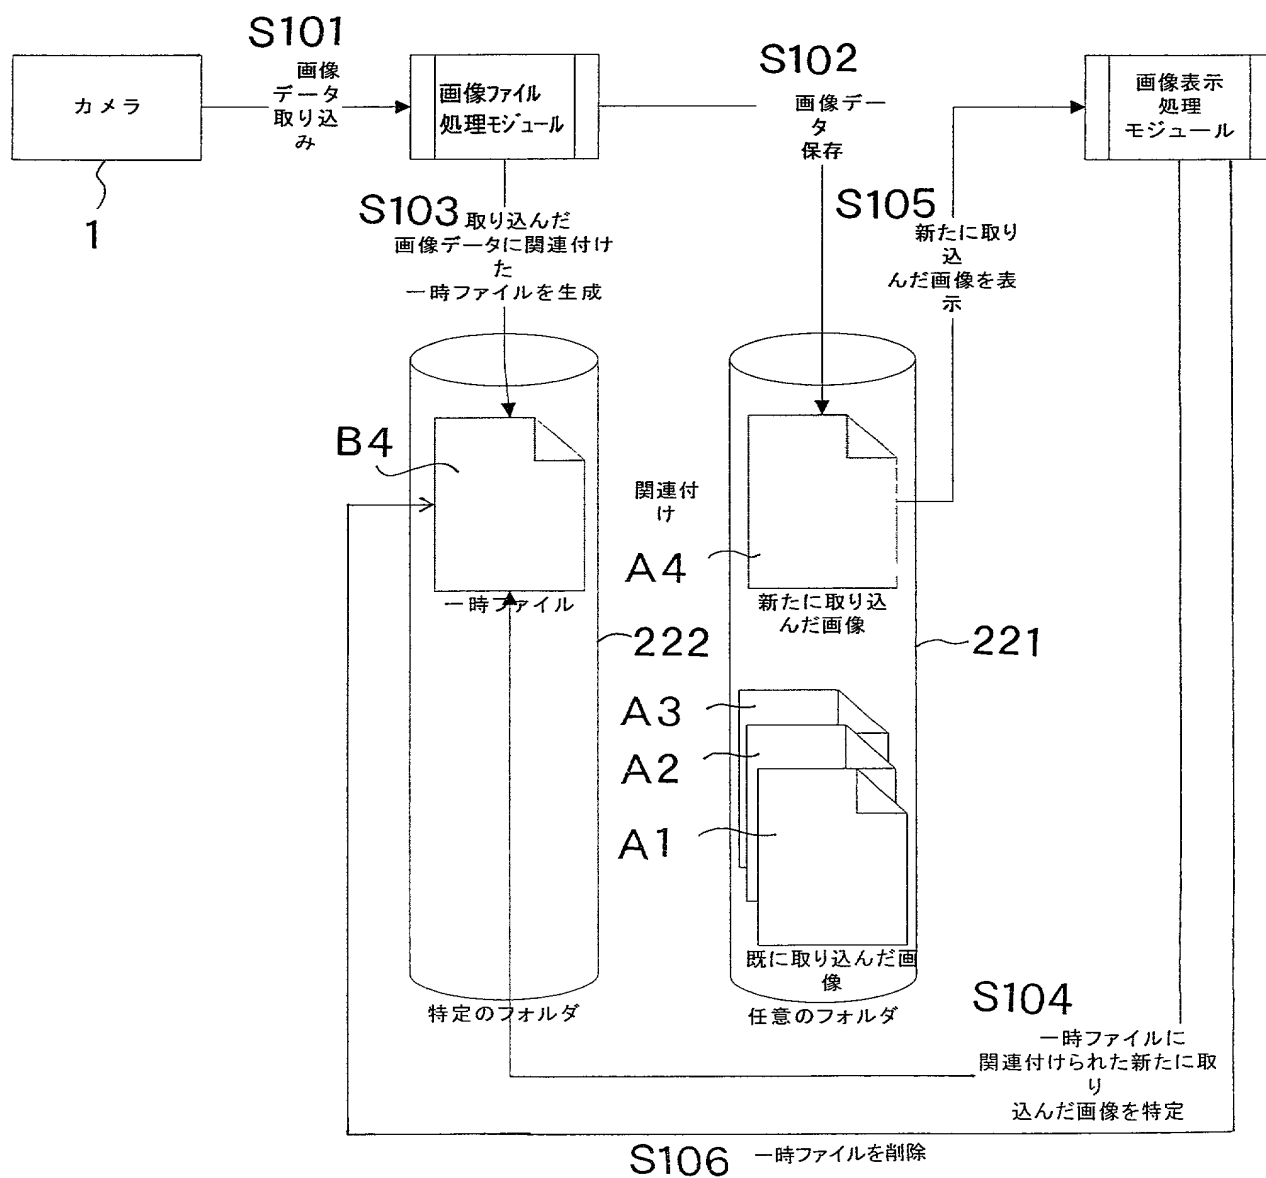 S101
画像
データ
取り込
み
カメラ
1
画像ファイル
処理モジュール
S102
画像デー
タ
保存
画像表示
処理
モジュール
S103
取り込んだ
画像データに関連付け
た
一時ファイルを生成
S105
新たに取り
込
んだ画像を表
示
B4
一時ファイル
関連付
け
A4
新たに取り込
んだ画像
222
221
A3
A2
A1
既に取り込んだ画
像
特定のフォルダ
任意のフォルダ
S104
一時ファイルに
関連付けられた新たに取
り
込んだ画像を特定
S106
一時ファイルを削除